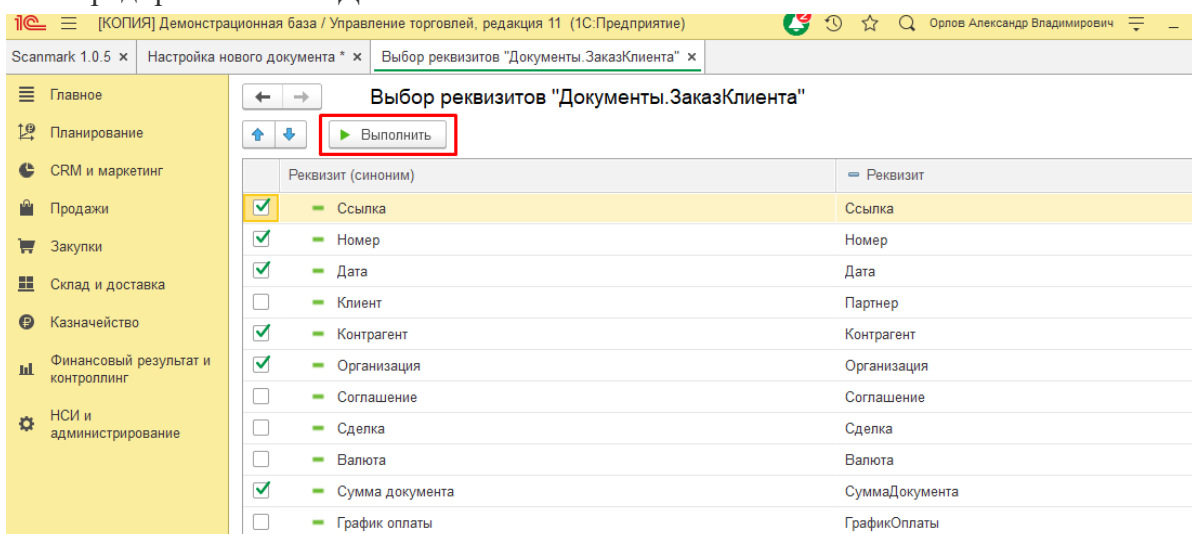 [КОПИЯ] Демонстрационная база / Управление торговлей, редакция 11 (1С:Предприятие) 2 Орлов Александр Владимирович
Scanmark 1.0.5 × Настройка нового документа * × Выбор реквизитов "Документы.ЗаказКлиента" ×
Главное
Планирование
CRM и маркетинг
Продажи
Закупки
Склад и доставка
Казначейство
Финансовый результат и
контроллинг
НСИ и
администрирование
Выбор реквизитов "Документы.ЗаказКлиента"
Выполнить
Реквизит (синоним) Реквизит
Ссылка Ссылка
Номер Номер
Дата Дата
Клиент Партнер
Контрагент Контрагент
Организация Организация
Соглашение Соглашение
Сделка Сделка
Валюта Валюта
Сумма документа СуммаДокумента
График оплаты ГрафикОплаты